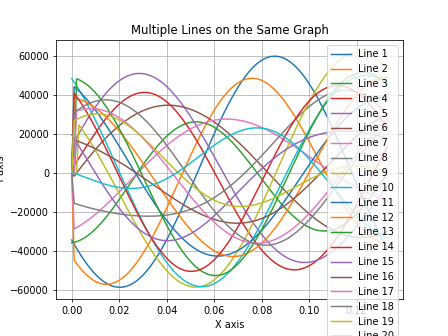 Multiple Lines on the Same Graph
60000
40000
20000
0
−20000
−40000
−60000
0.00
0.02
0.04
0.06
0.08
0.10
X axis
Line 1
Line 2
Line 3
Line 4
Line 5
Line 6
Line 7
Line 8
Line 9
Line 10
Line 11
Line 12
Line 13
Line 14
Line 15
Line 16
Line 17
Line 18
Line 19
Line 20